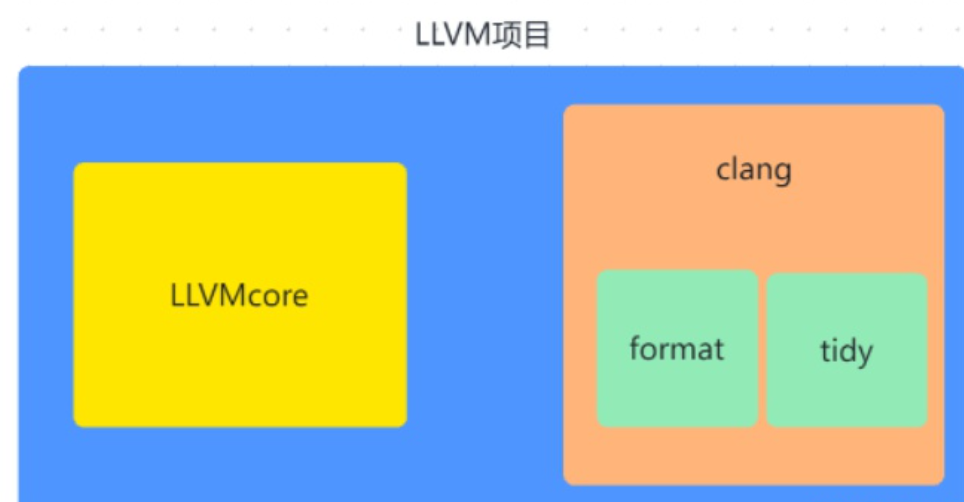 LLVM项目
clang
LLVMcore
format
tidy